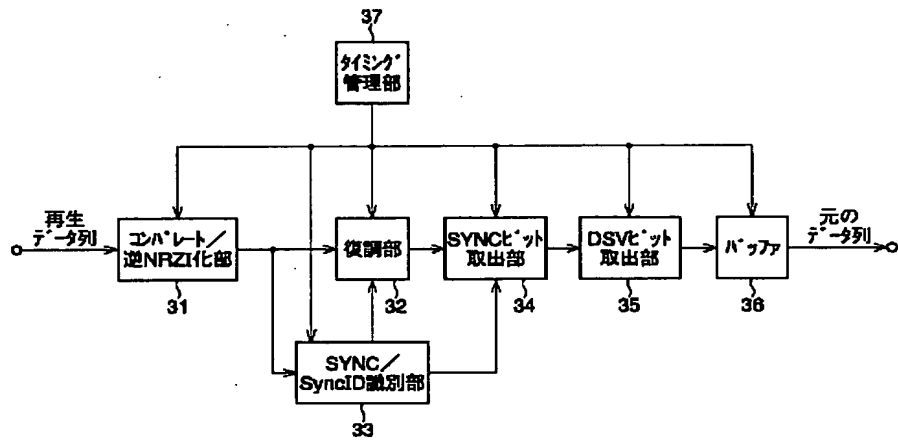 37
タイミング
管理部
再生
データ列
コンパレート／
逆NRZI化部
31
復調部
32
SYNCビット
取出部
34
DSVビット
取出部
35
バッファ
36
元の
データ列
SYNC／
SyncID識別部
33